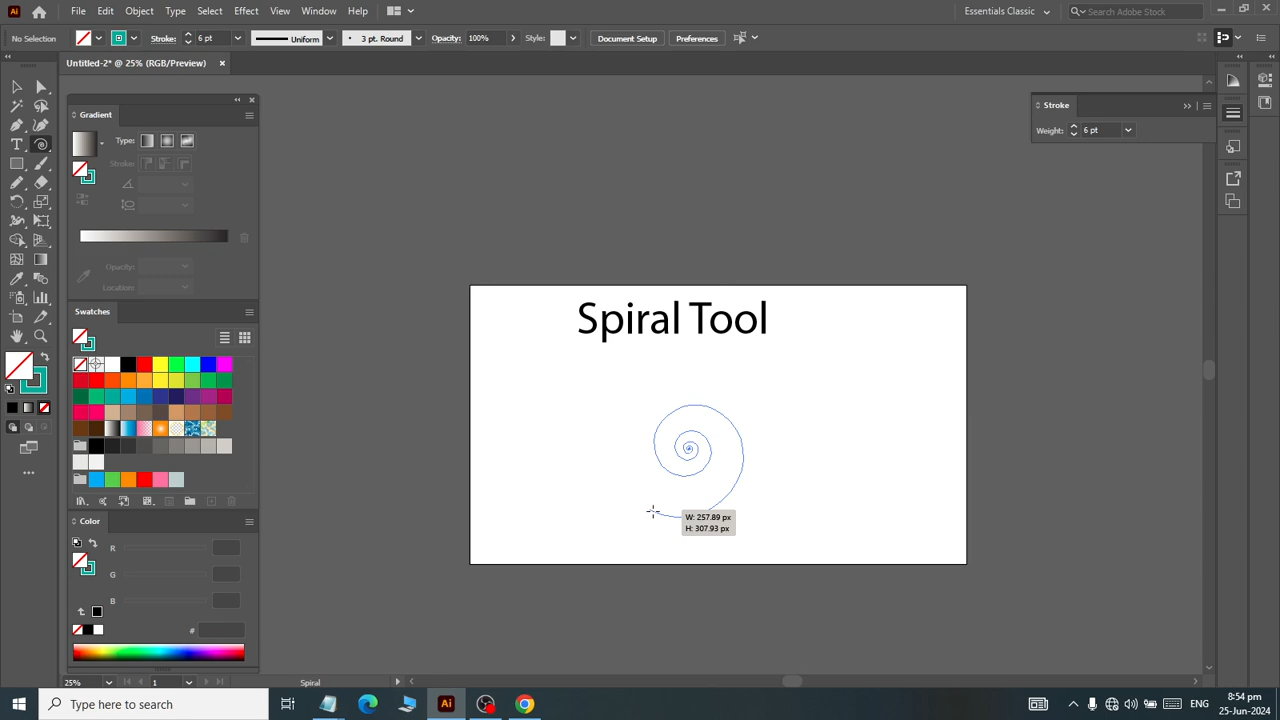 Ai File Edit Object Type Select Effect View Window Help Essentials Classic Search Adobe Stock
No Selection Stroke: 6 pt Uniform 3 pt. Round Opacity: 100% Style: Document Setup Preferences
Untitled-2* @ 25% (RGB/Preview)
Gradient
Type:
Stroke:
Opacity:
Location:
Swatches
Color
R
G
B
#
Stroke
Weight: 6 pt
Spiral Tool
W: 257.89 px
H: 307.93 px
25% 1 Spiral
Type here to search Ai ENG 8:54 pm
25-Jun-2024